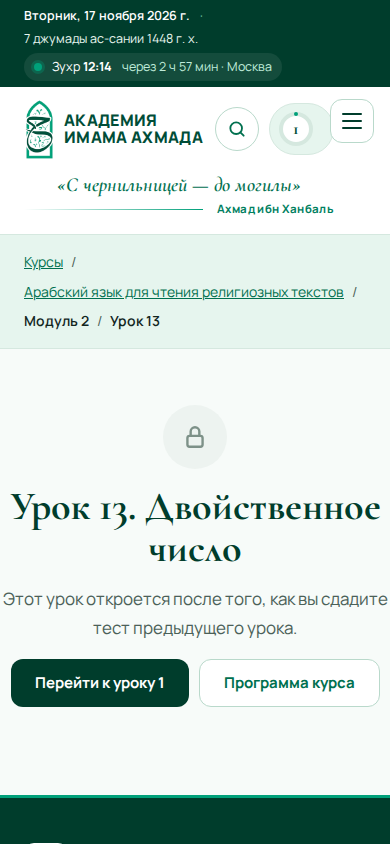 Вторник, 17 ноября 2026 г. ·
7 джумады ас-сании 1448 г. х.
Зухр 12:14 через 2 ч 57 мин · Москва
АКАДЕМИЯ
ИМАМА АХМАДА
1
«С чернильницей — до могилы»
Ахмад ибн Ханбаль
Курсы /
Арабский язык для чтения религиозных текстов /
Модуль 2 / Урок 13
Урок 13. Двойственное
число
Этот урок откроется после того, как вы сдадите
тест предыдущего урока.
Перейти к уроку 1
Программа курса